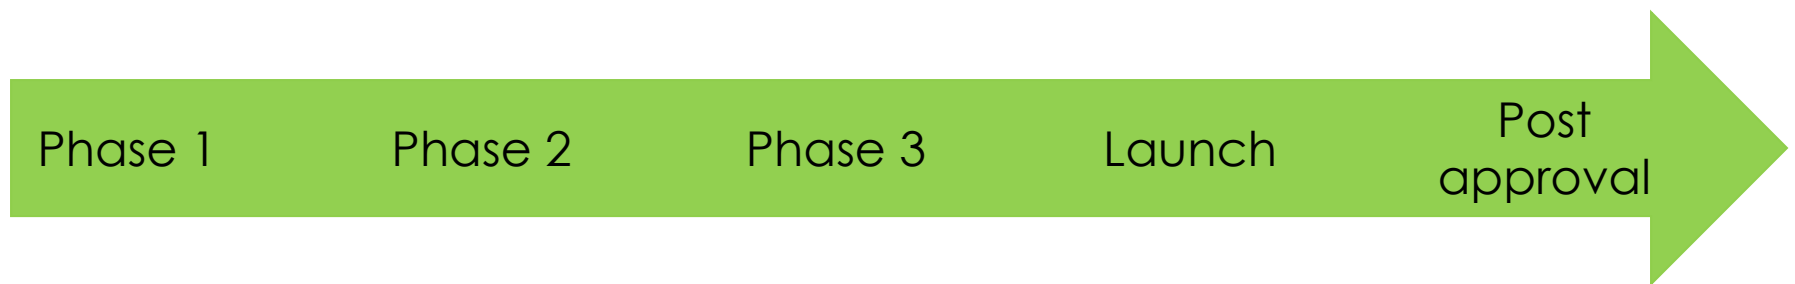 Phase 1
Phase 2
Phase 3
Launch
Post
approval